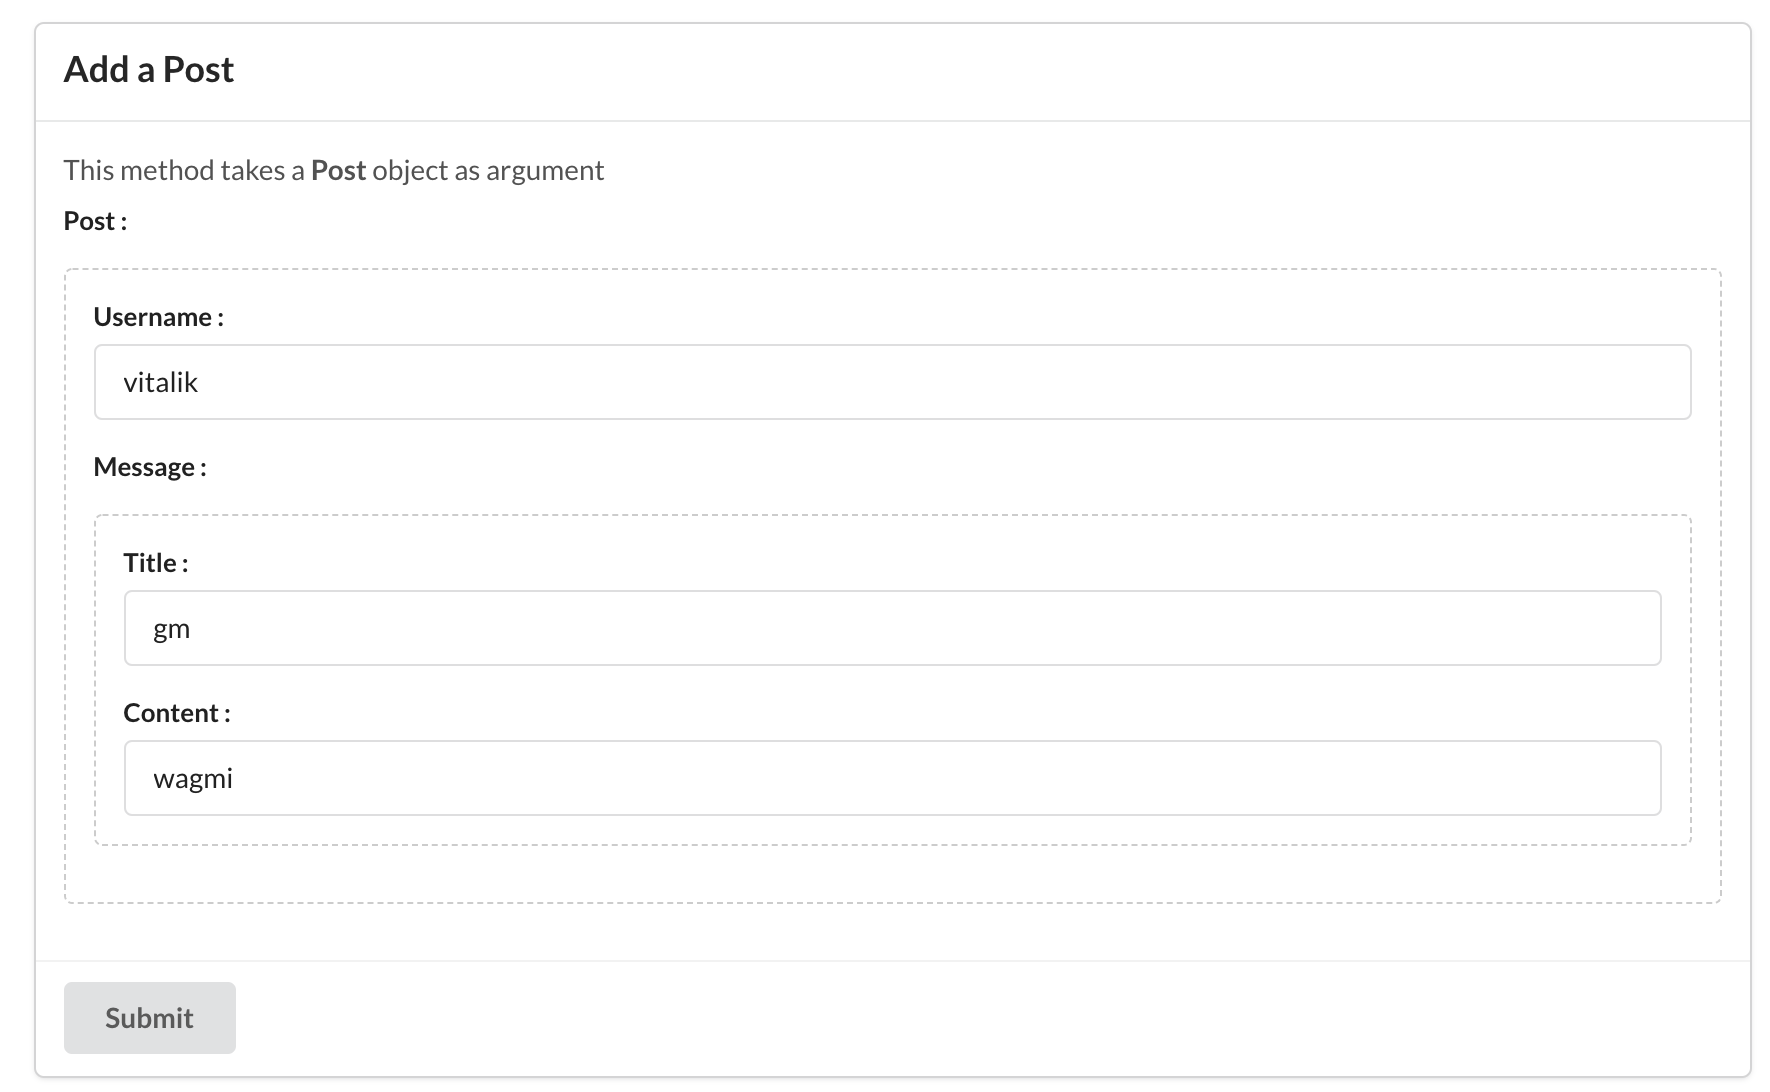 Add a Post
This method takes a Post object as argument
Post :
Username :
vitalik
Message :
Title :
gm
Content :
wagmi
Submit